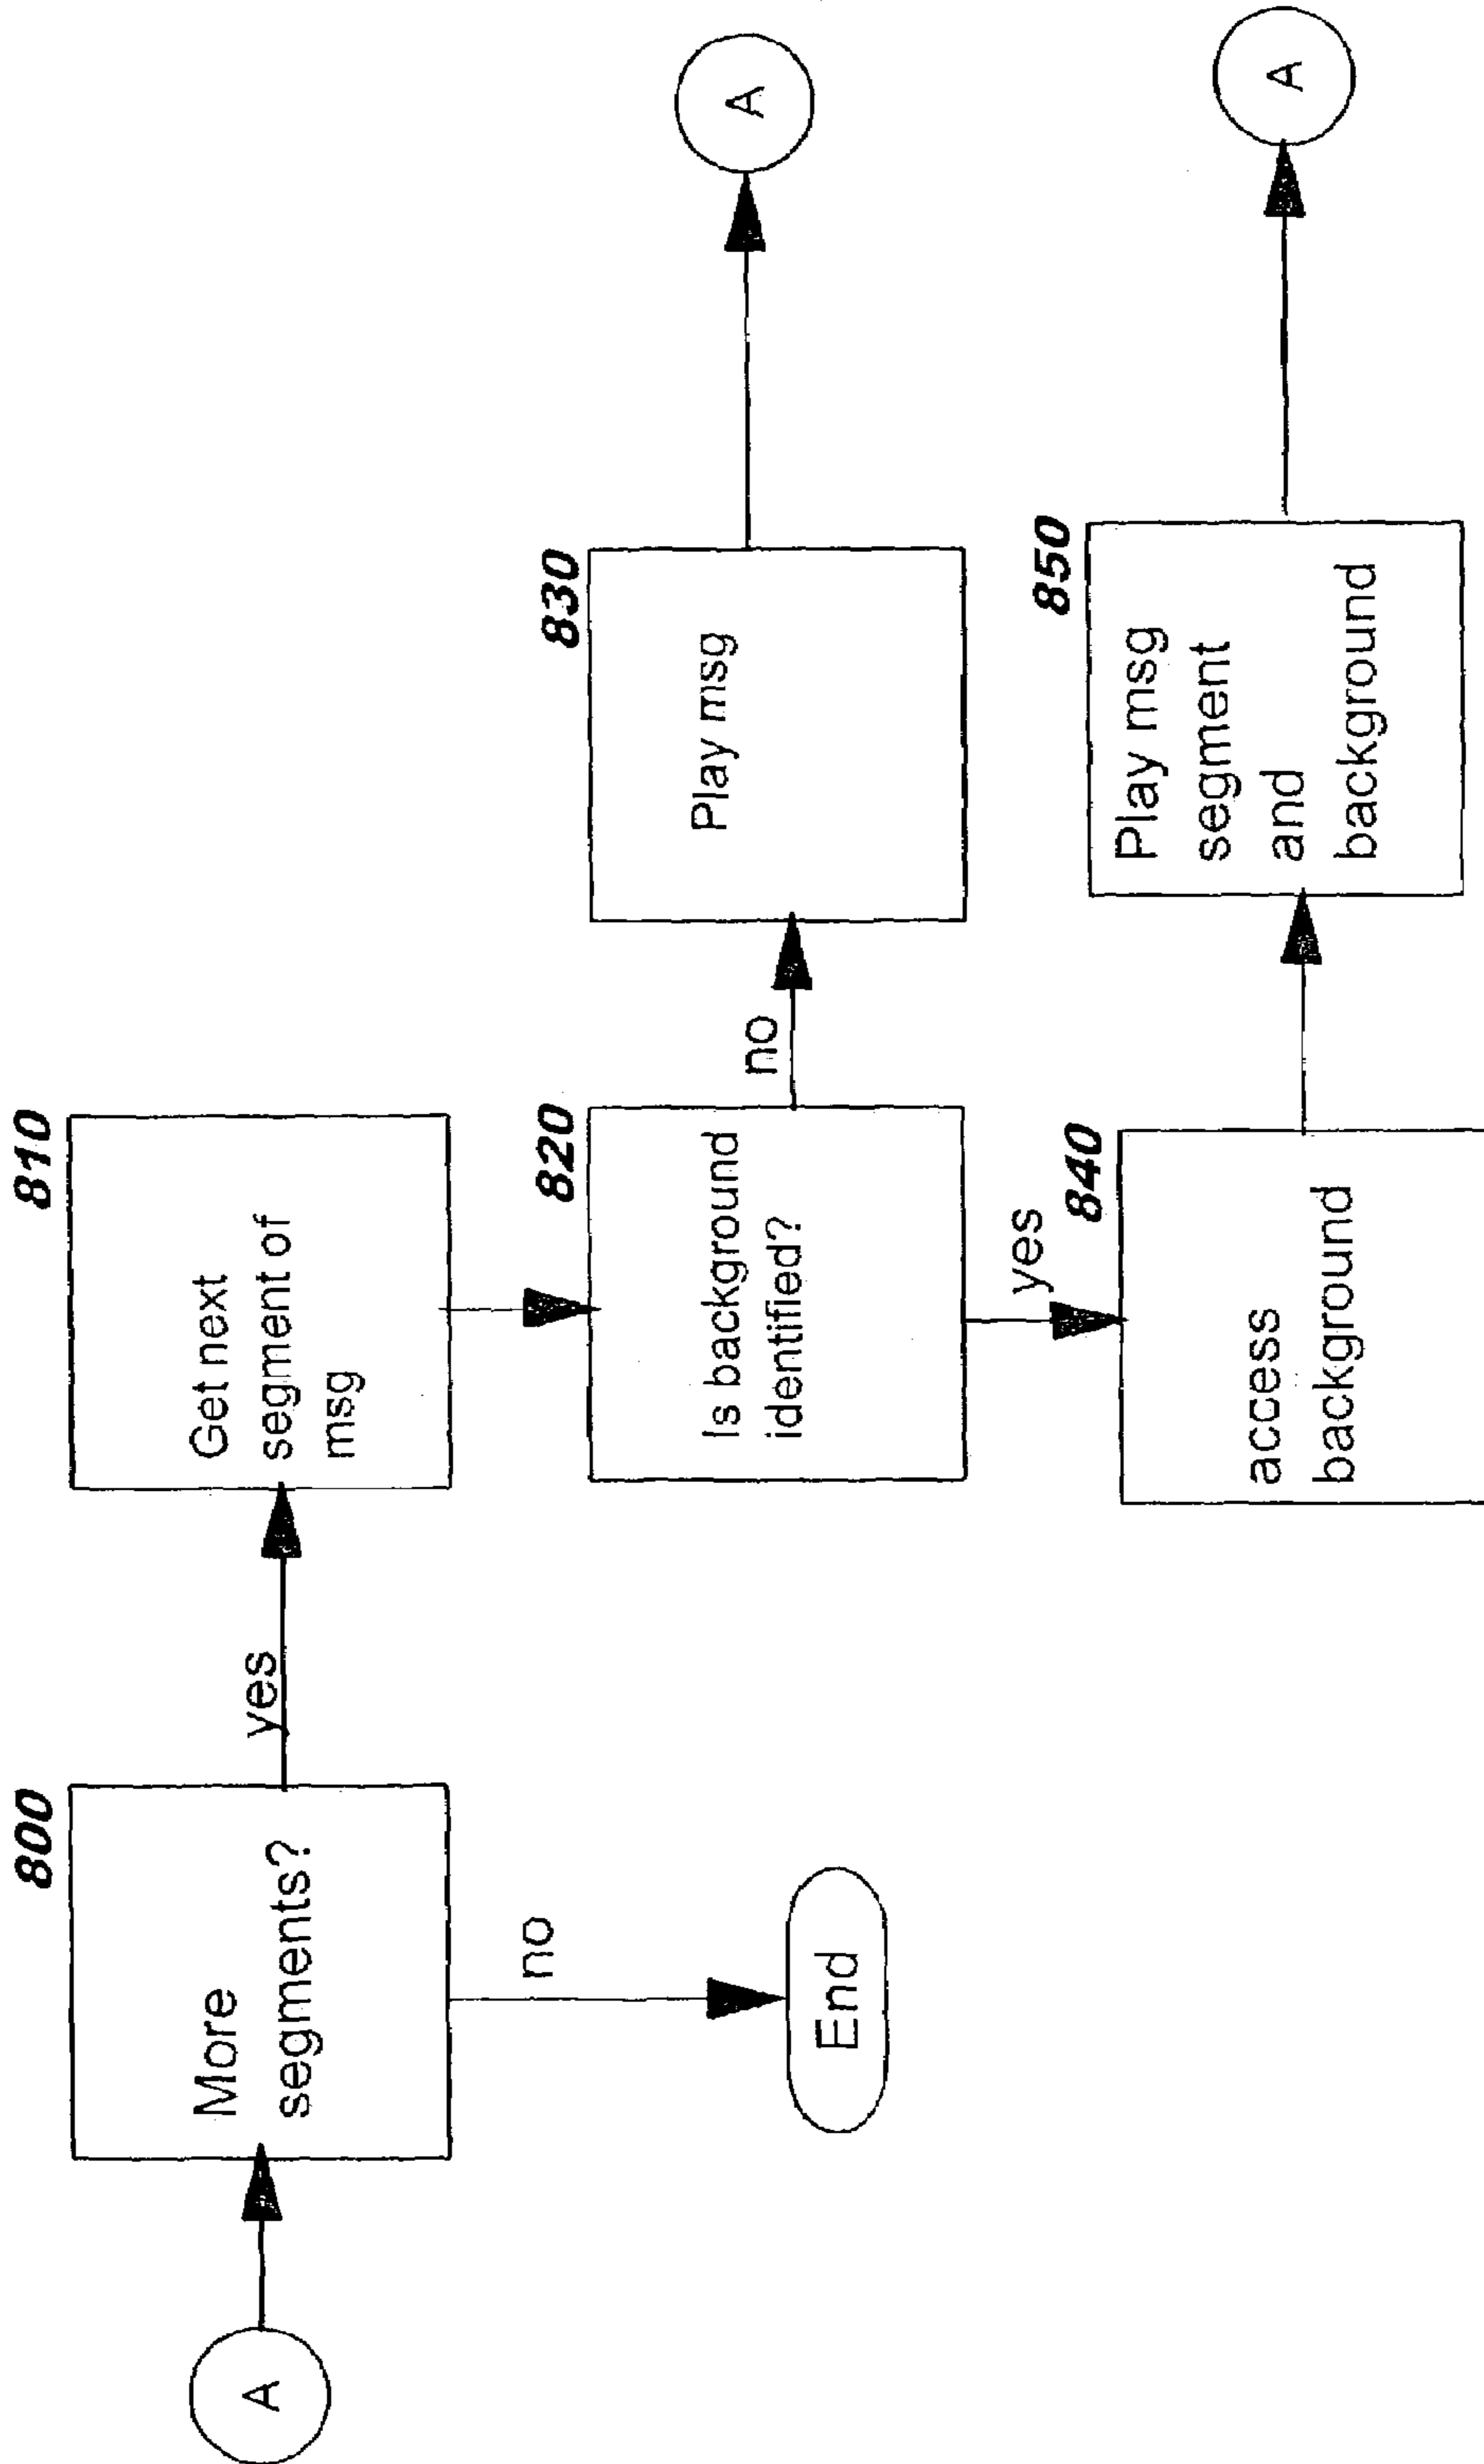 A
800
More
segments?
yes
no
End
810
Get next
segment of
msg
820
Is background
identified?
no
yes
830
Play msg
A
840
access
background
850
Play msg
segment
and
background
A